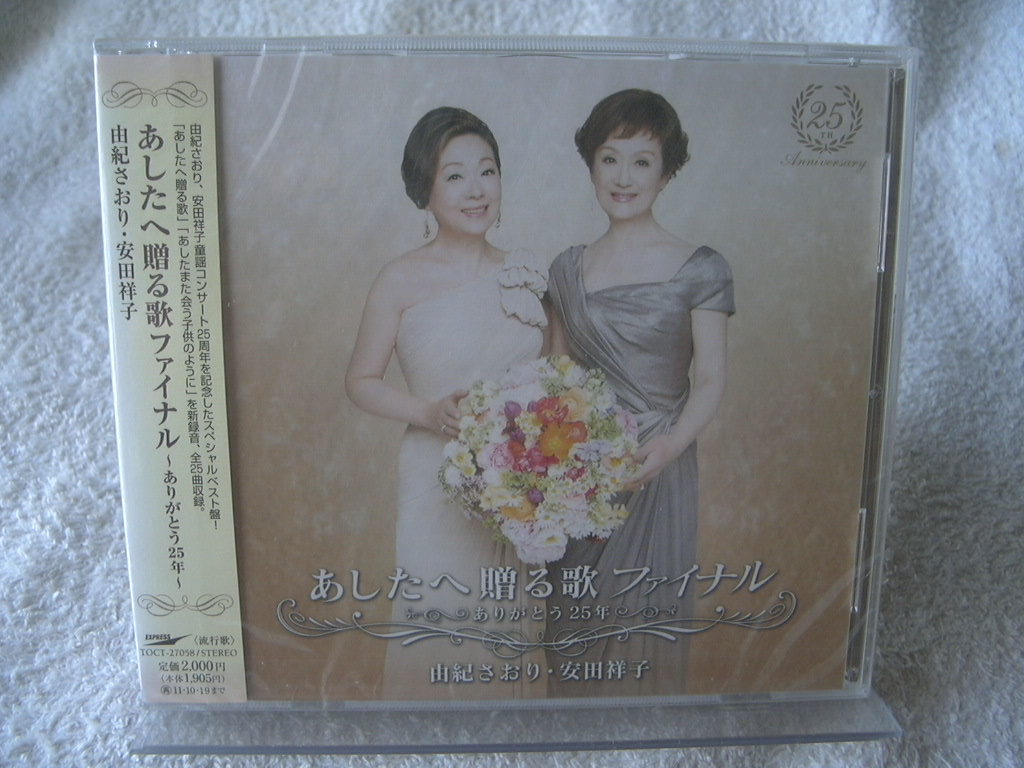 あしたへ贈る歌 ファイナル 〜ありがとう25年〜
由紀さおり・安田祥子
由紀さおり、安田祥子童謡コンサート25周年を記念したスペシャルベスト盤!
「あしたへ贈る歌」「あしたまた会う子供のように」を新録音、全25曲収録。
EXPRESS 〈流行歌〉
TOCT-27058/STEREO
定価2,000円
(本体1,905円)
Ⓡ11・10・19まで
25
TH
Anniversary
あしたへ贈る歌 ファイナル
ありがとう25年
由紀さおり・安田祥子